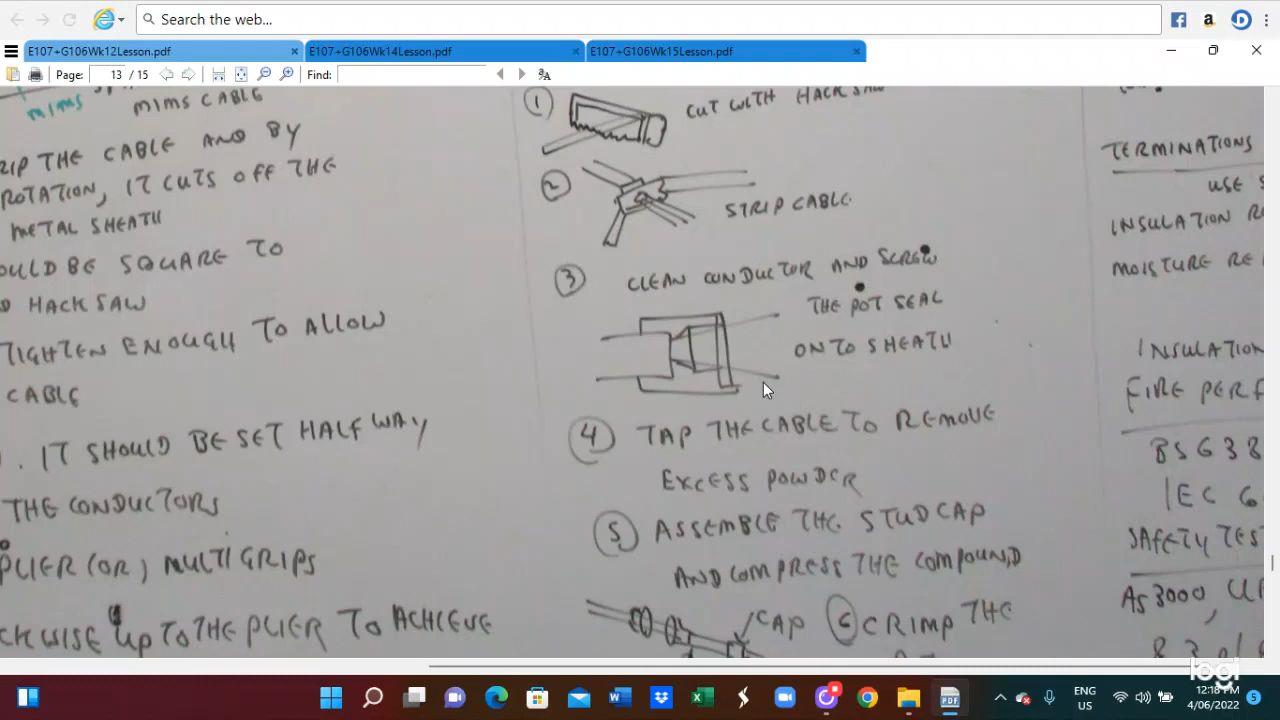 Search the web...
E107+G106Wk12Lesson.pdf
E107+G106Wk14Lesson.pdf
E107+G106Wk15Lesson.pdf
Page: 13 / 15
Find:
MIMS
MIMS CABLE
RIP THE CABLE AND BY
ROTATION, IT CUTS OFF THE
METAL SHEATH
OULD BE SQUARE TO
D HACK SAW
TIGHTEN ENOUGH TO ALLOW
CABLE
. IT SHOULD BE SET HALF WAY
THE CONDUCTORS
PLIER (OR) MULTIGRIPS
CKWISE UP TO THE PLIER TO ACHIEVE
1 CUT WITH HACK SAW
2 STRIP CABLE
3 CLEAN CONDUCTOR AND SCREW
THE POT SEAL
ONTO SHEATH
4 TAP THE CABLE TO REMOVE
EXCESS POWDER
5 ASSEMBLE THE STUD CAP
AND COMPRESS THE COMPOUND
CAP 6 CRIMP THE
TERMINATIONS
USE
INSULATION R
MOISTURE RE
INSULATION
FIRE PERF
BS 638
IEC 6
SAFETY TES
AS 3000,
logi
ENG
US
12:18 PM
4/06/2022
5